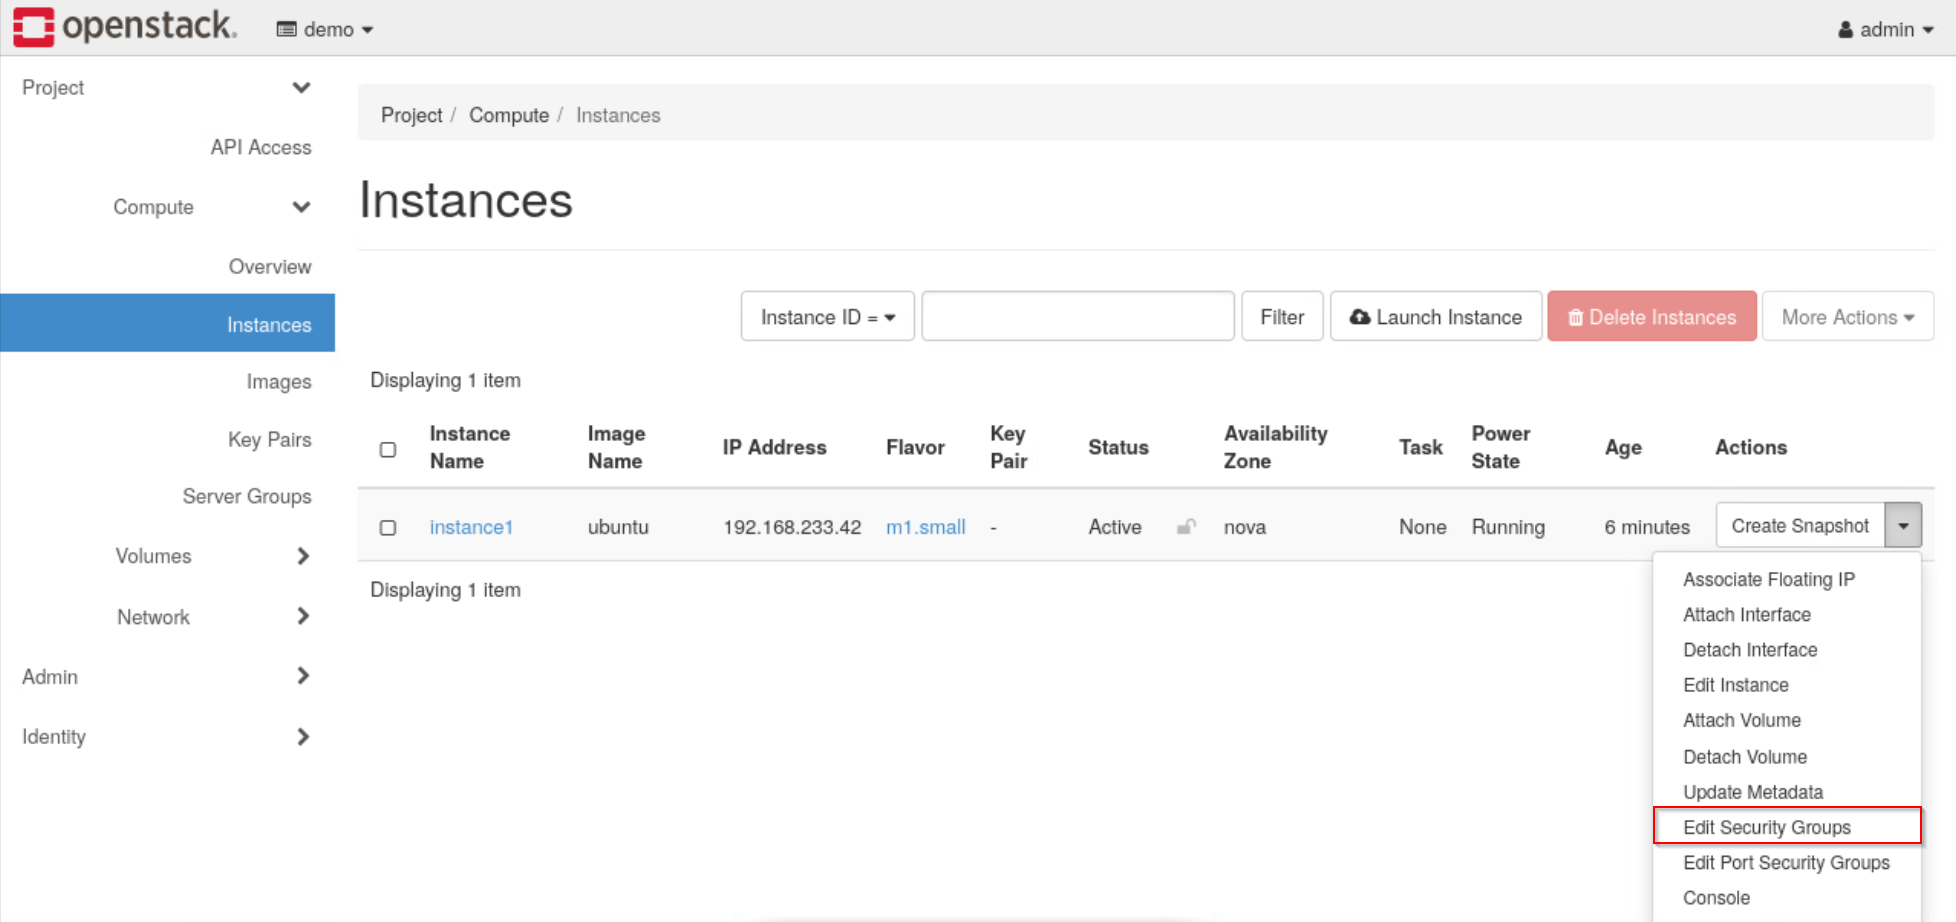 openstack.
demo
admin
Project
API Access
Compute
Overview
Instances
Images
Key Pairs
Server Groups
Volumes
Network
Admin
Identity
Project / Compute / Instances
Instances
Instance ID =
Filter
Launch Instance
Delete Instances
More Actions
Displaying 1 item
Instance Name
Image Name
IP Address
Flavor
Key Pair
Status
Availability Zone
Task
Power State
Age
Actions
instance1 ubuntu 192.168.233.42 m1.small - Active nova None Running 6 minutes Create Snapshot
Displaying 1 item
Associate Floating IP
Attach Interface
Detach Interface
Edit Instance
Attach Volume
Detach Volume
Update Metadata
Edit Security Groups
Edit Port Security Groups
Console